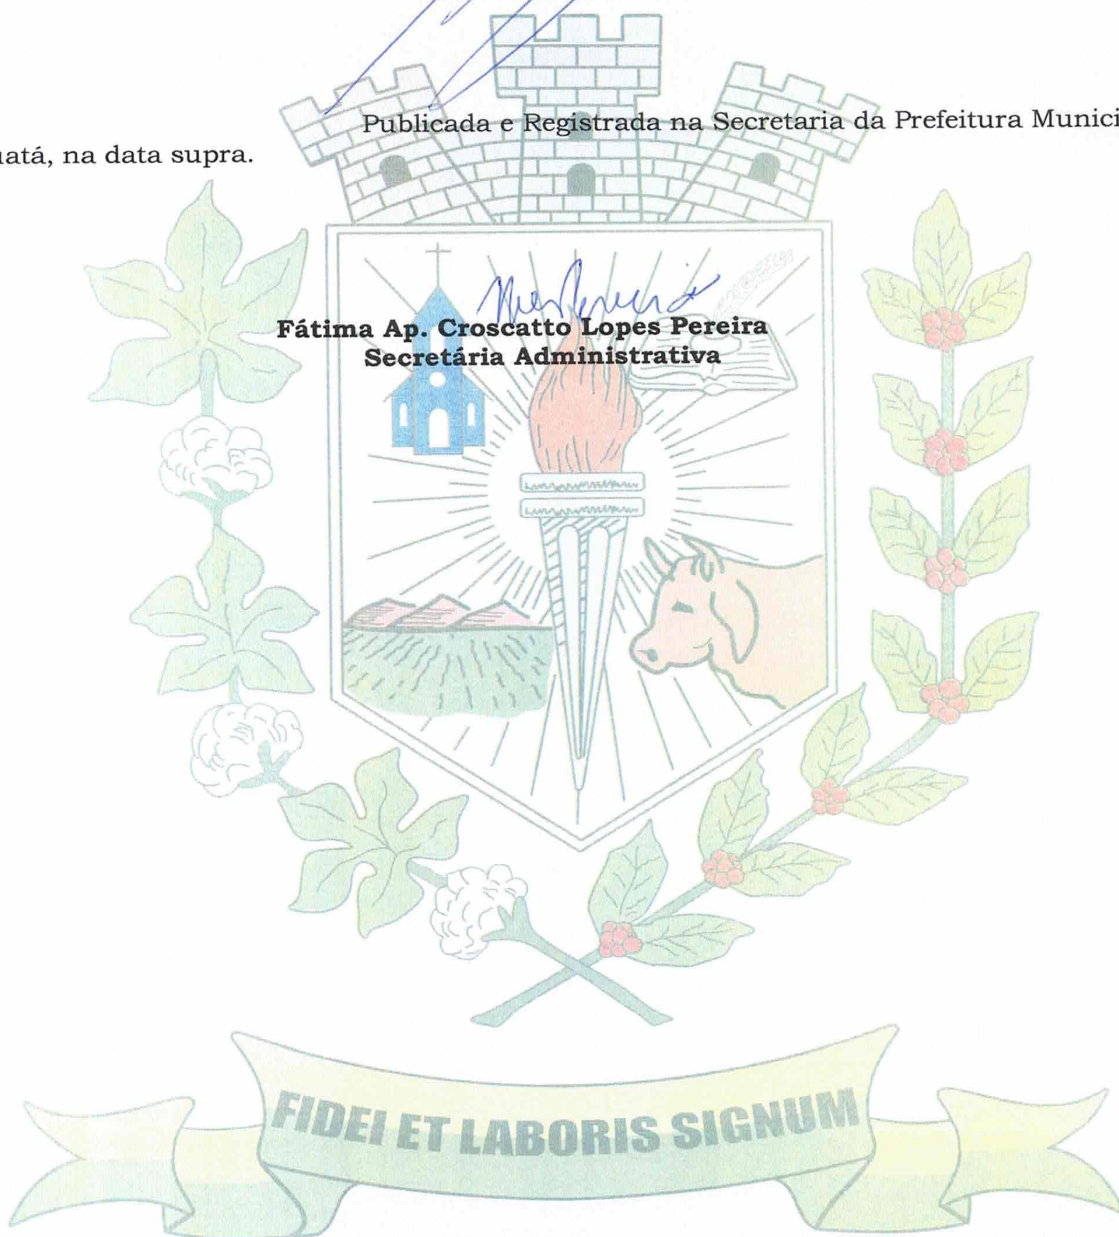 Publicada e Registrada na Secretaria da Prefeitura Munici
uatá, na data supra.
Fátima Ap. Croscatto Lopes Pereira
Secretária Administrativa
FIDEI ET LABORIS SIGNUM